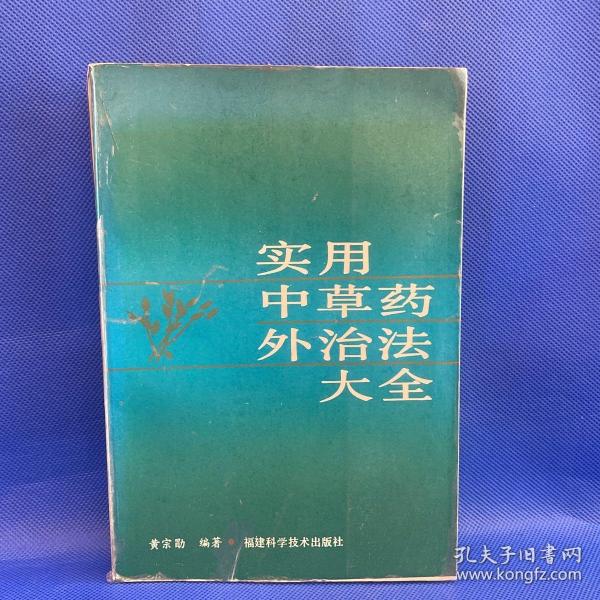 实用
中草药
外治法
大全
黄宗勖 编著 • 福建科学技术出版社
孔夫子旧书网
www.kongfz.com